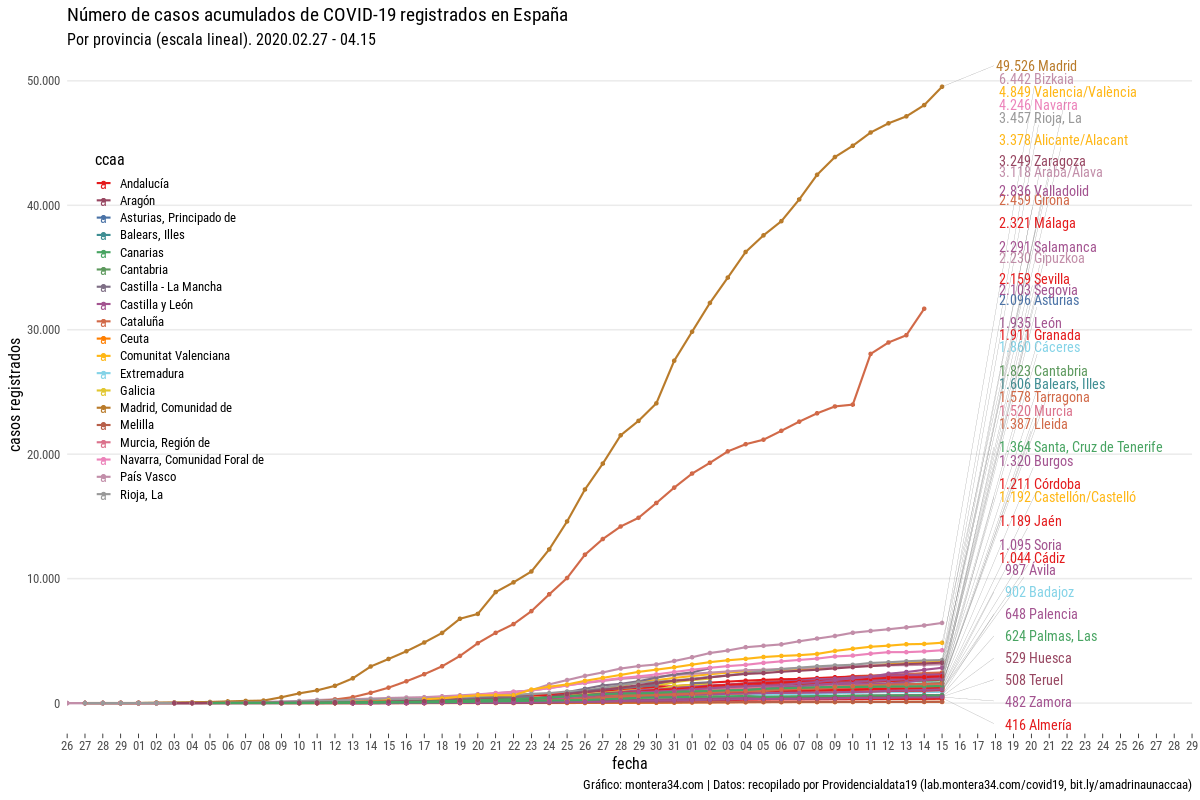 Número de casos acumulados de COVID-19 registrados en España
Por provincia (escala lineal). 2020.02.27 - 04.15
50.000
40.000
30.000
20.000
10.000
0
casos registrados
ccaa
Andalucía
Aragón
Asturias, Principado de
Balears, Illes
Canarias
Cantabria
Castilla - La Mancha
Castilla y León
Cataluña
Ceuta
Comunitat Valenciana
Extremadura
Galicia
Madrid, Comunidad de
Melilla
Murcia, Región de
Navarra, Comunidad Foral de
País Vasco
Rioja, La
49.526 Madrid
6.442 Bizkaia
4.849 Valencia/València
4.246 Navarra
3.457 Rioja, La
3.378 Alicante/Alacant
3.249 Zaragoza
3.118 Araba/Álava
2.836 Valladolid
2.459 Girona
2.321 Málaga
2.291 Salamanca
2.230 Gipuzkoa
2.159 Sevilla
2.103 Segovia
2.096 Asturias
1.935 León
1.911 Granada
1.860 Cáceres
1.823 Cantabria
1.606 Balears, Illes
1.578 Tarragona
1.520 Murcia
1.387 Lleida
1.364 Santa, Cruz de Tenerife
1.320 Burgos
1.211 Córdoba
1.192 Castellón/Castelló
1.189 Jaén
1.095 Soria
1.044 Cádiz
987 Ávila
902 Badajoz
648 Palencia
624 Palmas, Las
529 Huesca
508 Teruel
482 Zamora
416 Almería
26 27 28 29 01 02 03 04 05 06 07 08 09 10 11 12 13 14 15 16 17 18 19 20 21 22 23 24 25 26 27 28 29 30 31 01 02 03 04 05 06 07 08 09 10 11 12 13 14 15 16 17 18 19 20 21 22 23 24 25 26 27 28 29
fecha
Gráfico: montera34.com | Datos: recopilado por Providencialdata19 (lab.montera34.com/covid19, bit.ly/amadrinaunaccaa)